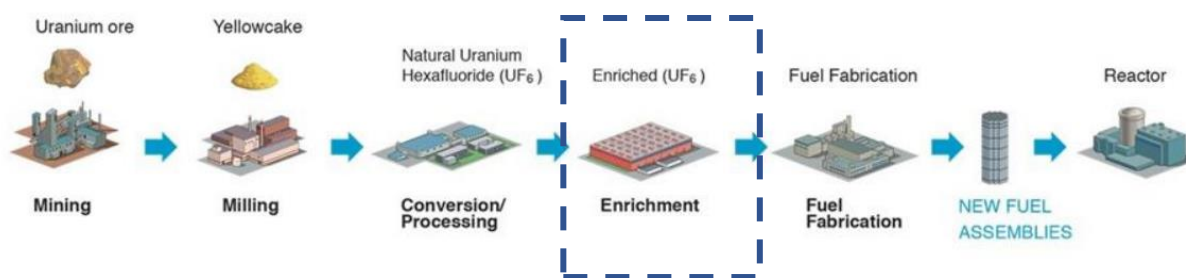 Uranium ore
Yellowcake
Natural Uranium
Hexafluoride (UF₆)
Enriched (UF₆)
Fuel Fabrication
Reactor
Mining
Milling
Conversion/
Processing
Enrichment
Fuel
Fabrication
NEW FUEL
ASSEMBLIES